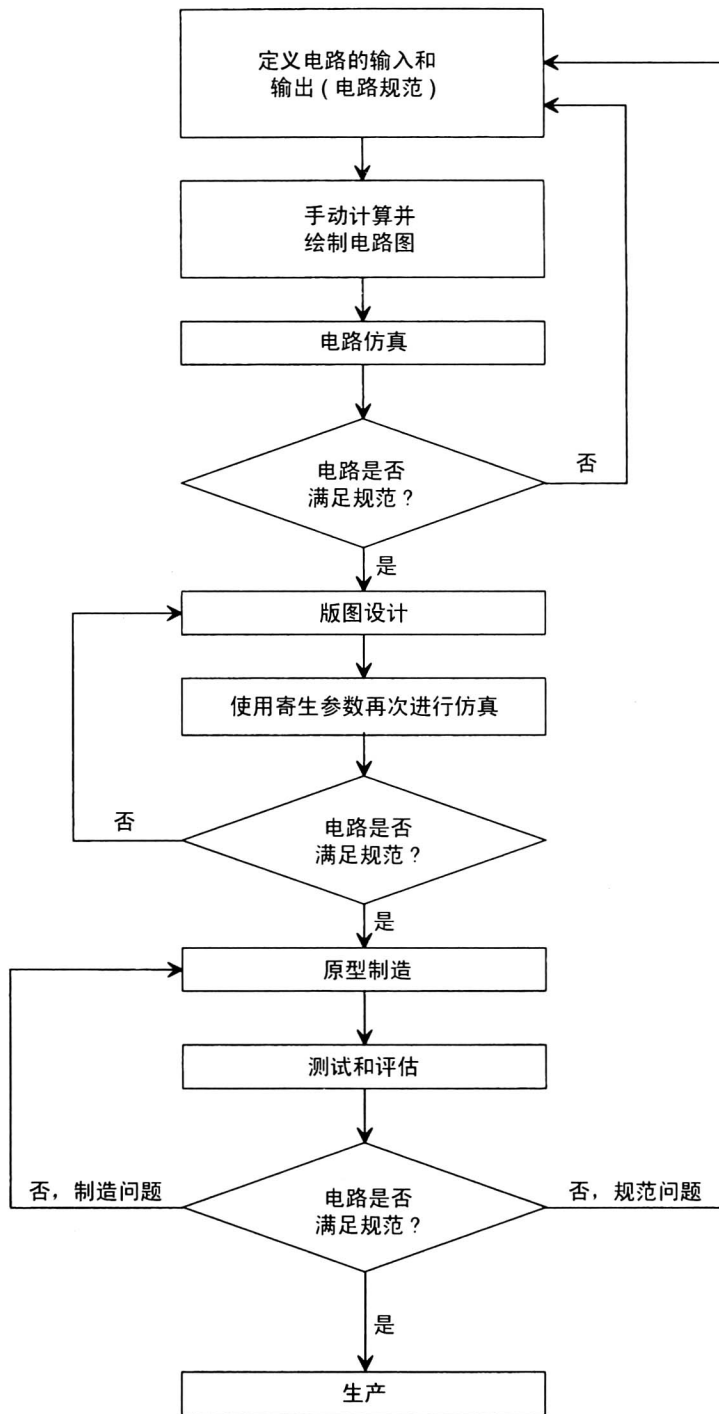 定义电路的输入和
输出(电路规范)
手动计算并
绘制电路图
电路仿真
电路是否
满足规范?
否
是
版图设计
使用寄生参数再次进行仿真
否
电路是否
满足规范?
是
原型制造
测试和评估
否，制造问题
电路是否
满足规范?
否，规范问题
是
生产